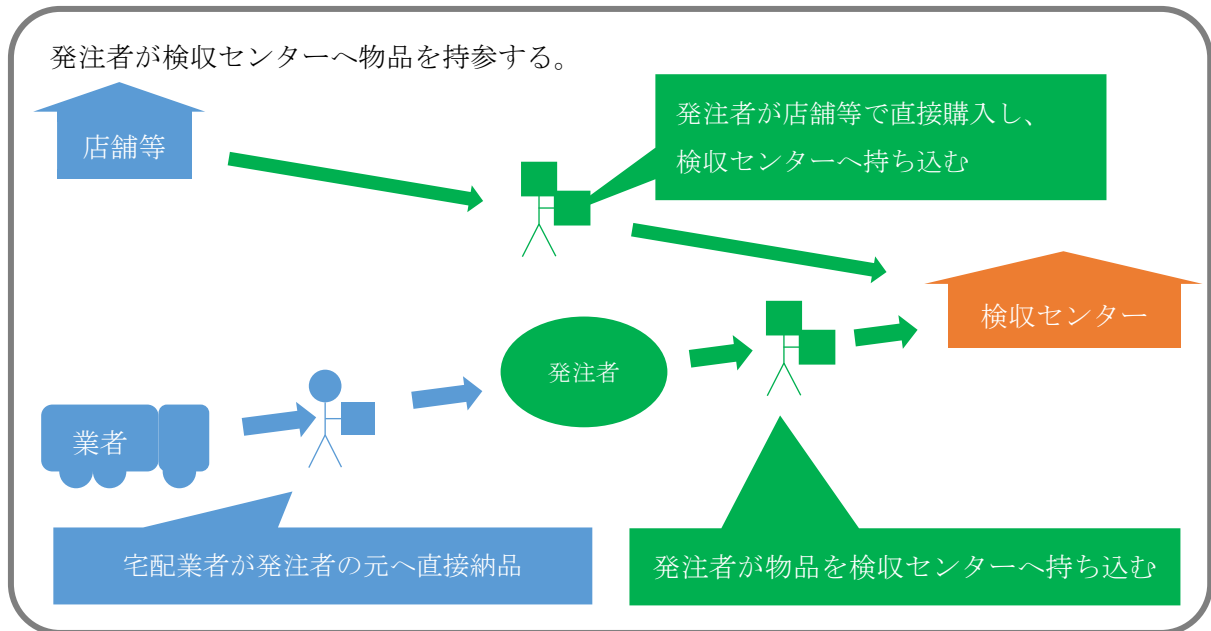 発注者が検収センターへ物品を持参する。
店舗等
発注者が店舗等で直接購入し、
検収センターへ持ち込む
検収センター
発注者
業者
宅配業者が発注者の元へ直接納品
発注者が物品を検収センターへ持ち込む